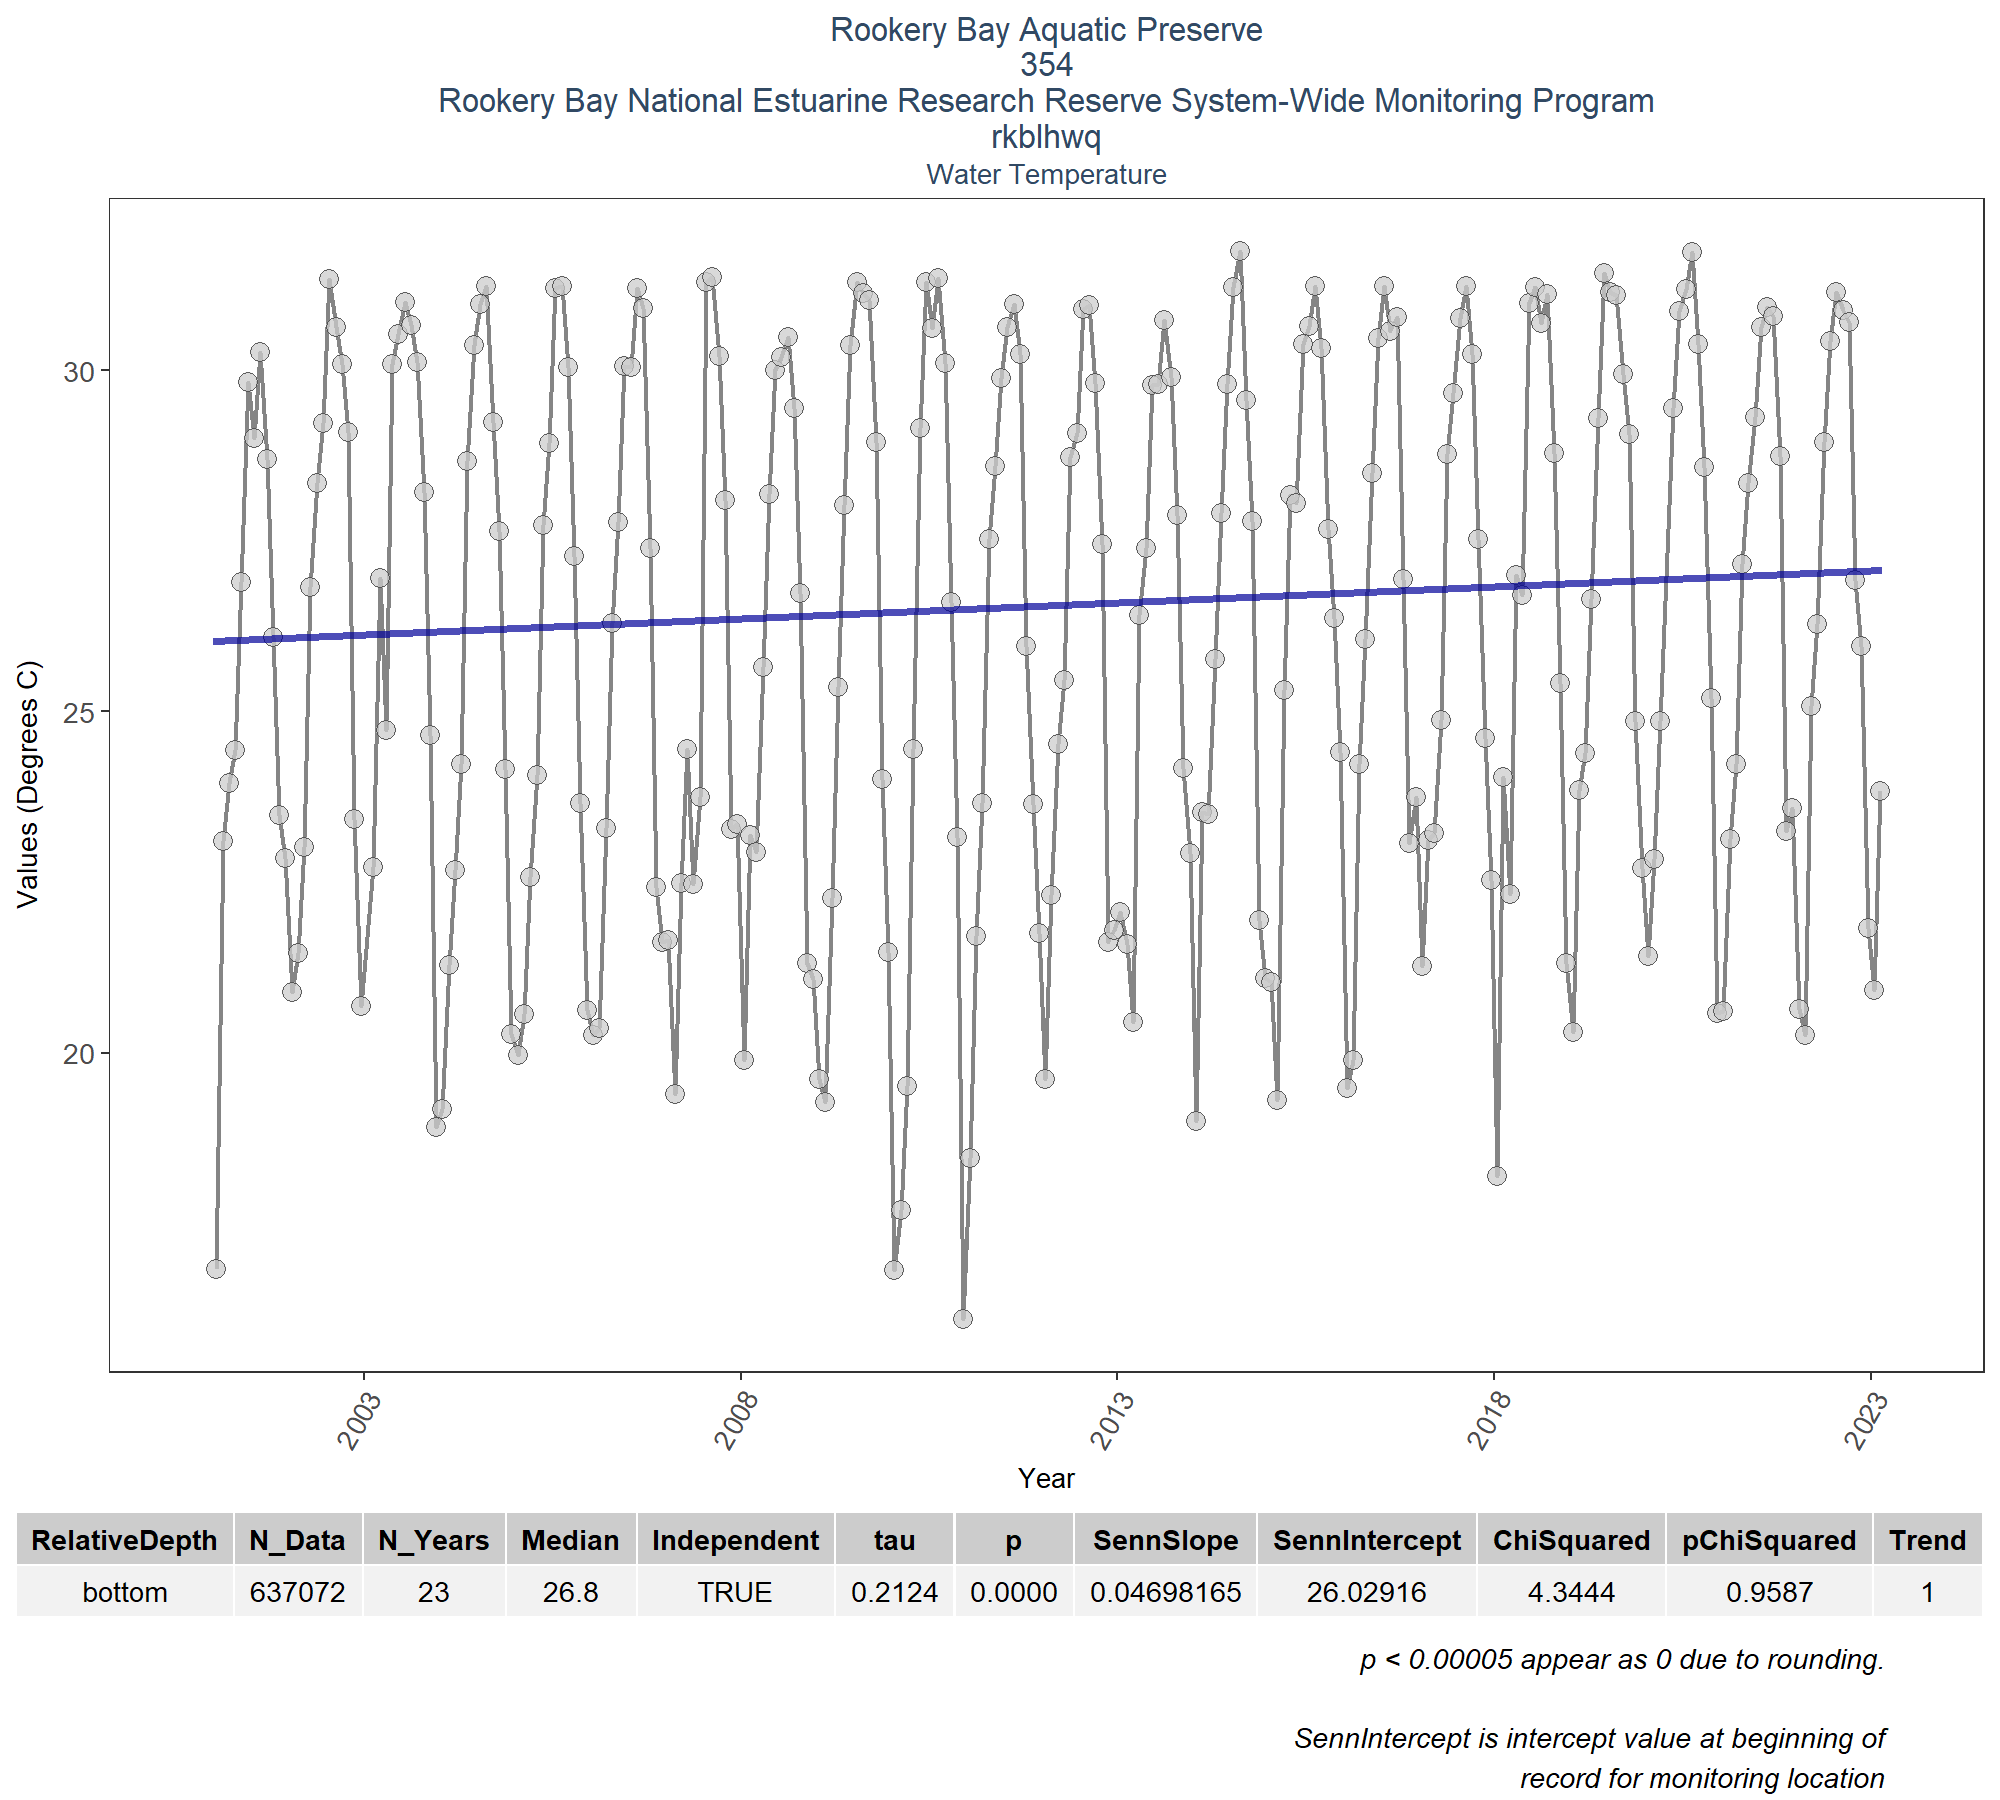 Rookery Bay Aquatic Preserve
354
Rookery Bay National Estuarine Research Reserve System-Wide Monitoring Program
rkblhwq
Water Temperature
Values (Degrees C)
30
25
20
2003 2008 2013 2018 2023
Year
RelativeDepth N_Data N_Years Median Independent tau p SennSlope SennIntercept ChiSquared pChiSquared Trend
bottom 637072 23 26.8 TRUE 0.2124 0.0000 0.04698165 26.02916 4.3444 0.9587 1
p < 0.00005 appear as 0 due to rounding.
SennIntercept is intercept value at beginning of
record for monitoring location